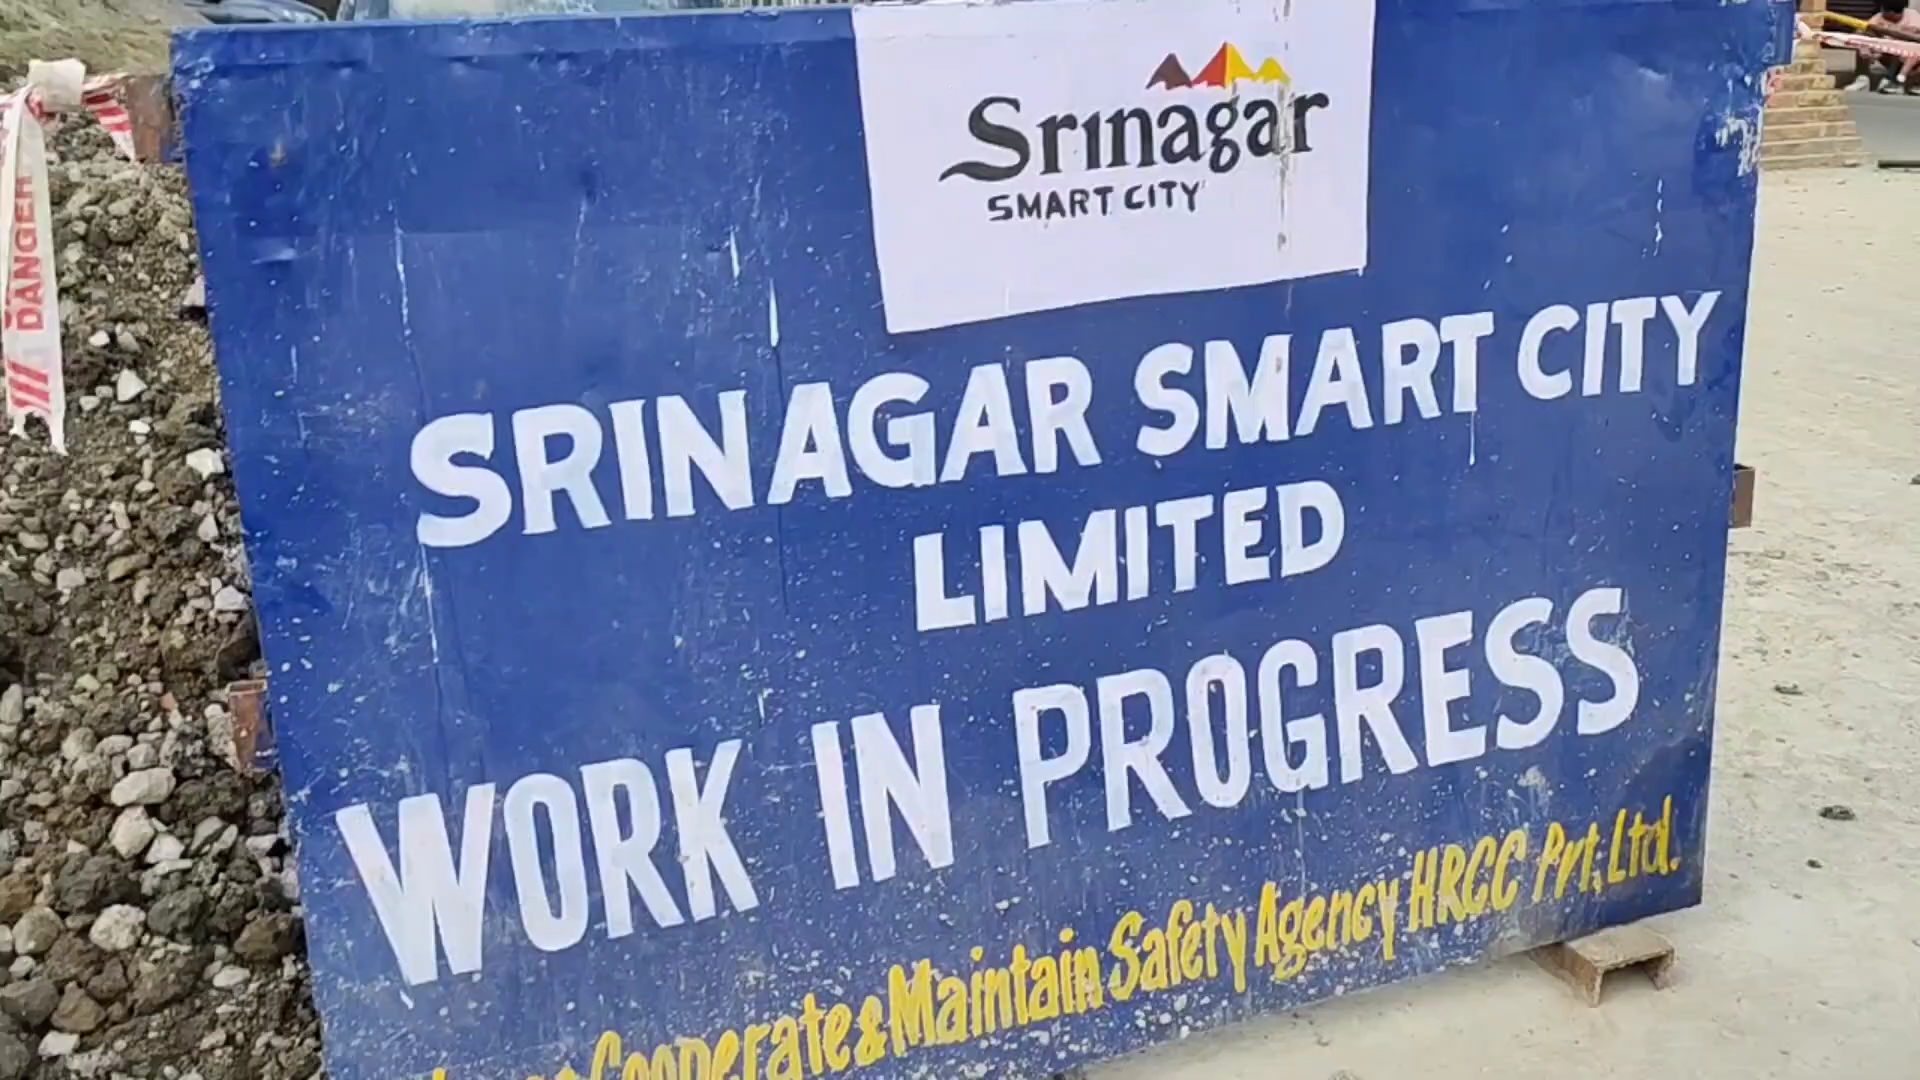 Srinagar
SMART CITY
SRINAGAR SMART CITY
LIMITED
WORK IN PROGRESS
Cooperate & Maintain Safety Agency HRCC Pvt, Ltd.
DANGER